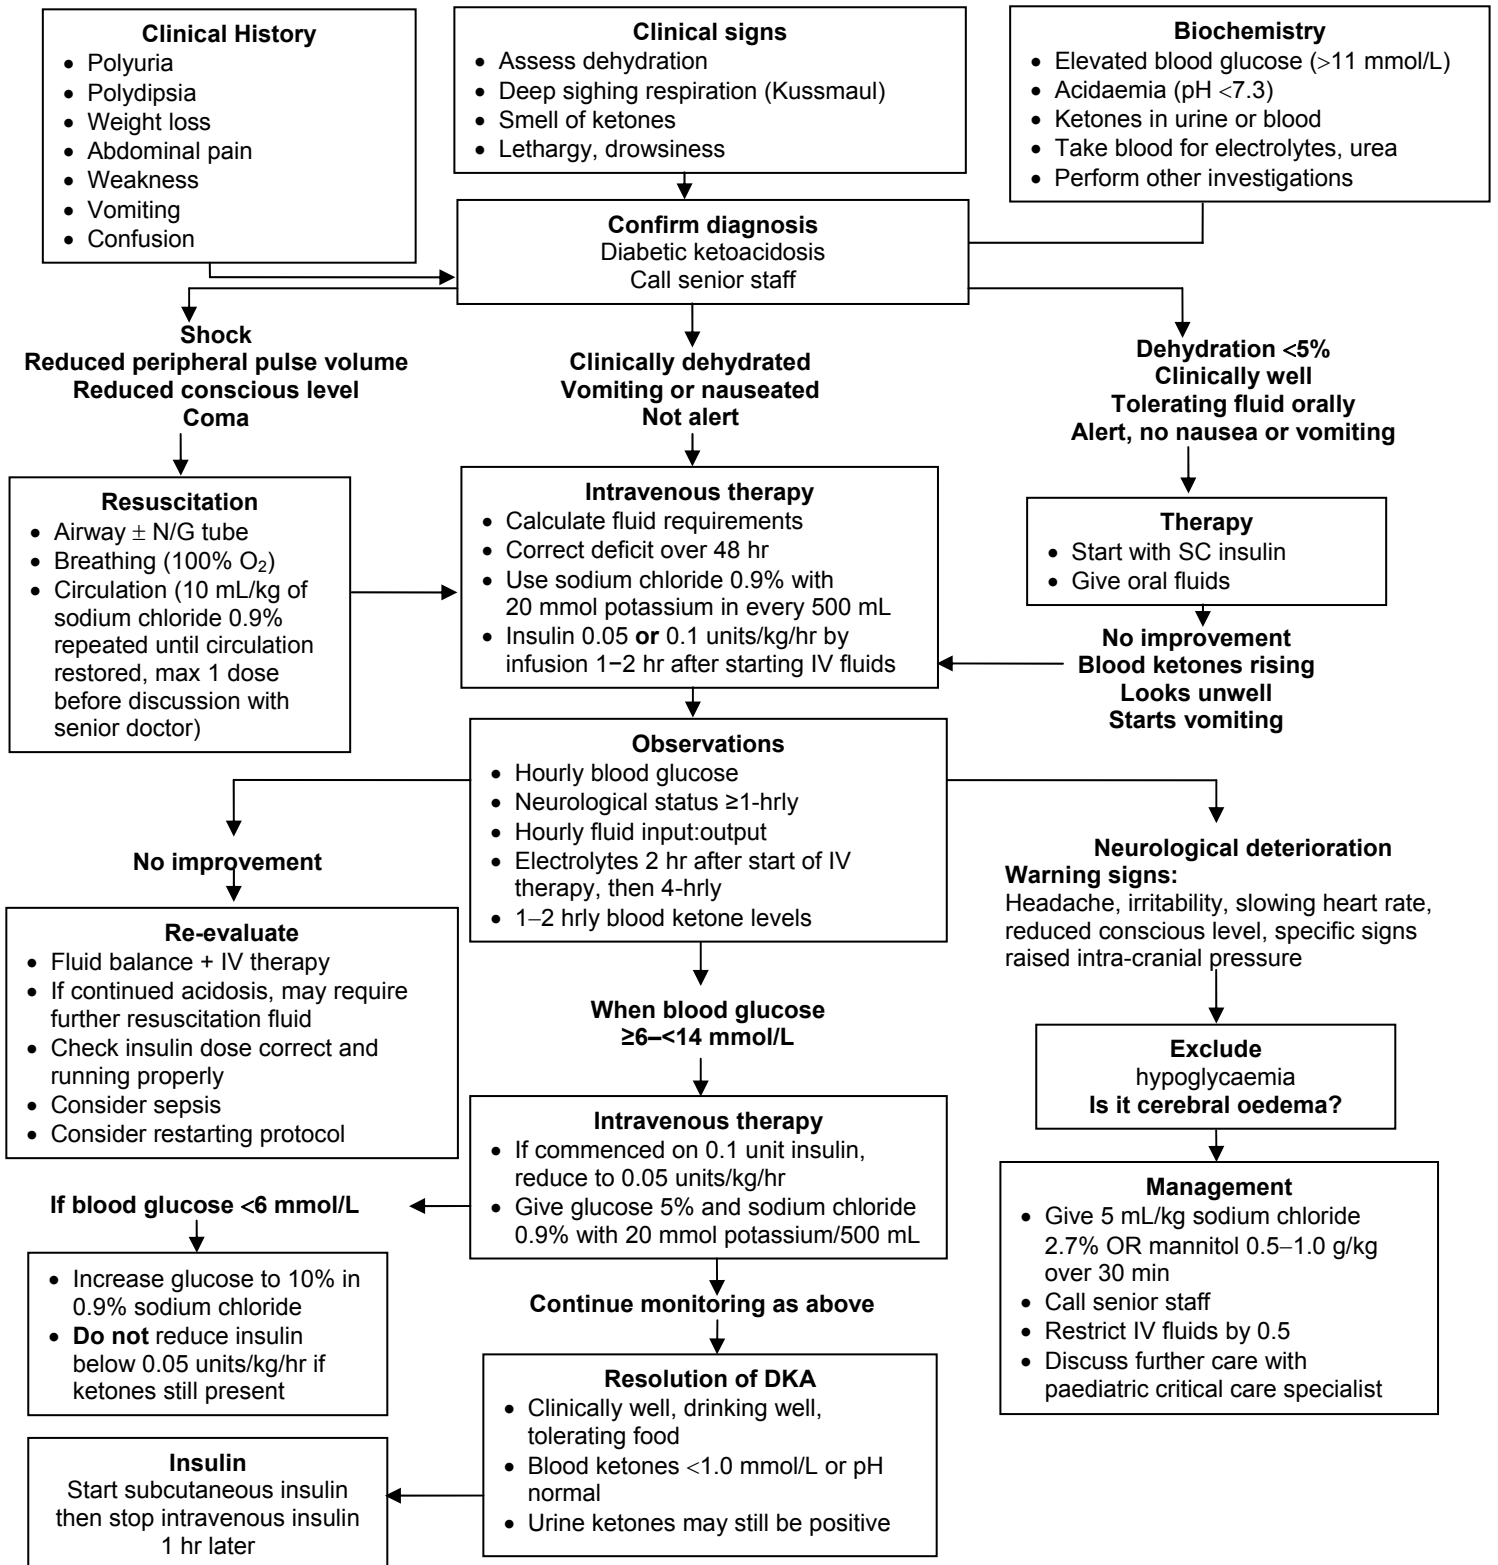 Clinical History
• Polyuria
• Polydipsia
• Weight loss
• Abdominal pain
• Weakness
• Vomiting
• Confusion
Clinical signs
• Assess dehydration
• Deep sighing respiration (Kussmaul)
• Smell of ketones
• Lethargy, drowsiness
Biochemistry
• Elevated blood glucose (>11 mmol/L)
• Acidaemia (pH <7.3)
• Ketones in urine or blood
• Take blood for electrolytes, urea
• Perform other investigations
Confirm diagnosis
Diabetic ketoacidosis
Call senior staff
Shock
Reduced peripheral pulse volume
Reduced conscious level
Coma
Clinically dehydrated
Vomiting or nauseated
Not alert
Dehydration <5%
Clinically well
Tolerating fluid orally
Alert, no nausea or vomiting
Resuscitation
• Airway ± N/G tube
• Breathing (100% O₂)
• Circulation (10 mL/kg of
sodium chloride 0.9%
repeated until circulation
restored, max 1 dose
before discussion with
senior doctor)
Intravenous therapy
• Calculate fluid requirements
• Correct deficit over 48 hr
• Use sodium chloride 0.9% with
20 mmol potassium in every 500 mL
• Insulin 0.05 or 0.1 units/kg/hr by
infusion 1−2 hr after starting IV fluids
Therapy
• Start with SC insulin
• Give oral fluids
No improvement
Blood ketones rising
Looks unwell
Starts vomiting
Observations
• Hourly blood glucose
• Neurological status ≥1-hrly
• Hourly fluid input:output
• Electrolytes 2 hr after start of IV
therapy, then 4-hrly
• 1–2 hrly blood ketone levels
No improvement
Re-evaluate
• Fluid balance + IV therapy
• If continued acidosis, may require
further resuscitation fluid
• Check insulin dose correct and
running properly
• Consider sepsis
• Consider restarting protocol
Neurological deterioration
Warning signs:
Headache, irritability, slowing heart rate,
reduced conscious level, specific signs
raised intra-cranial pressure
When blood glucose
≥6–<14 mmol/L
Exclude
hypoglycaemia
Is it cerebral oedema?
Intravenous therapy
• If commenced on 0.1 unit insulin,
reduce to 0.05 units/kg/hr
• Give glucose 5% and sodium chloride
0.9% with 20 mmol potassium/500 mL
If blood glucose <6 mmol/L
• Increase glucose to 10% in
0.9% sodium chloride
• Do not reduce insulin
below 0.05 units/kg/hr if
ketones still present
Management
• Give 5 mL/kg sodium chloride
2.7% OR mannitol 0.5–1.0 g/kg
over 30 min
• Call senior staff
• Restrict IV fluids by 0.5
• Discuss further care with
paediatric critical care specialist
Continue monitoring as above
Resolution of DKA
• Clinically well, drinking well,
tolerating food
• Blood ketones <1.0 mmol/L or pH
normal
• Urine ketones may still be positive
Insulin
Start subcutaneous insulin
then stop intravenous insulin
1 hr later